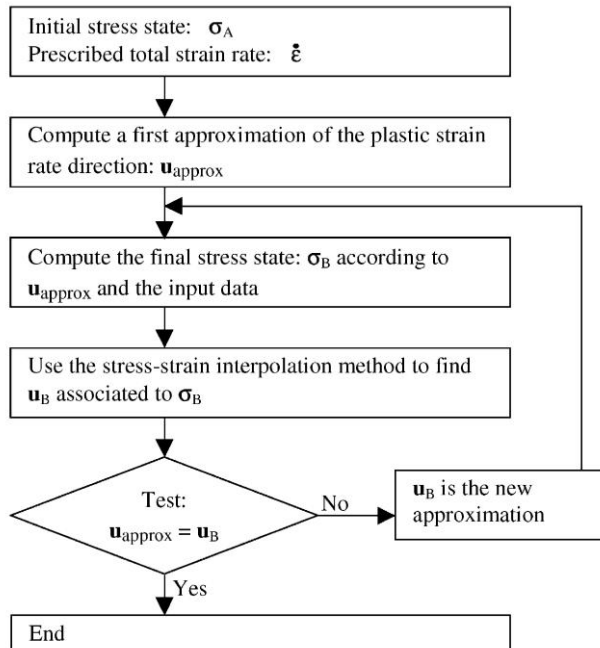 Initial stress state: σA
Prescribed total strain rate: ε̇
Compute a first approximation of the plastic strain
rate direction: uapprox
Compute the final stress state: σB according to
uapprox and the input data
Use the stress-strain interpolation method to find
uB associated to σB
Test:
uapprox = uB
No
uB is the new
approximation
Yes
End